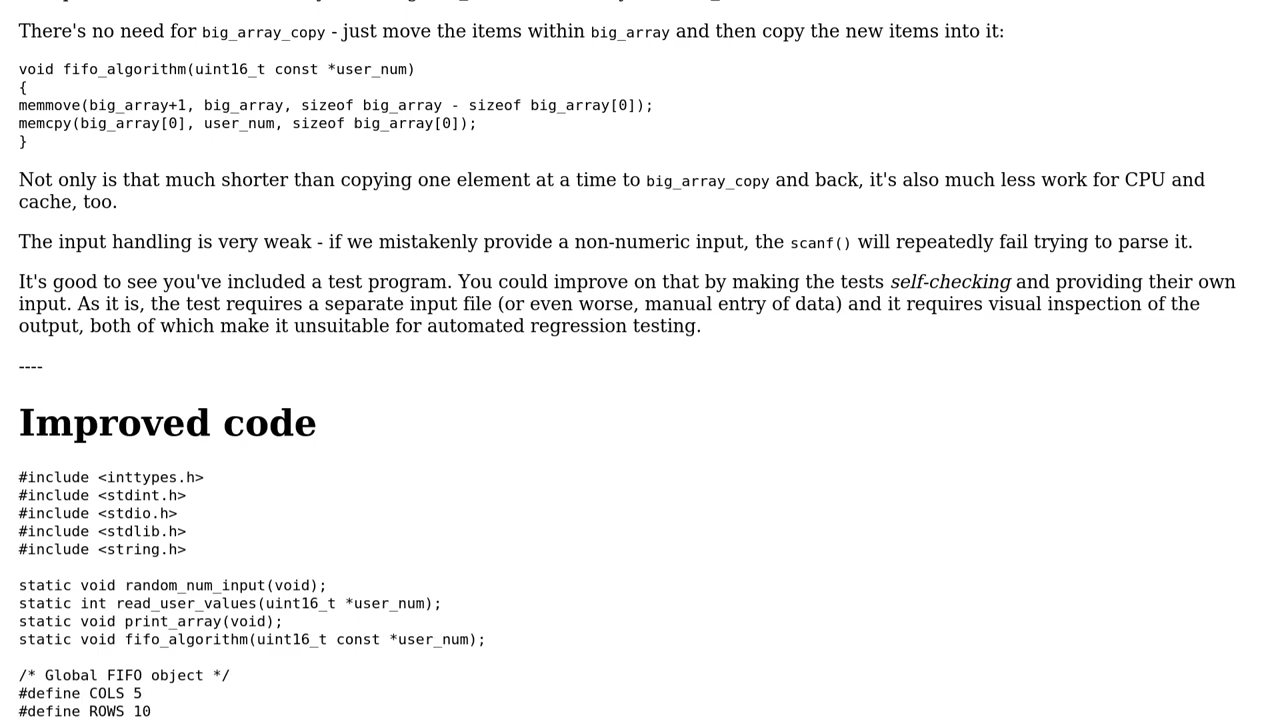 There's no need for big_array_copy - just move the items within big_array and then copy the new items into it:
void fifo_algorithm(uint16_t const *user_num)
{
memmove(big_array+1, big_array, sizeof big_array - sizeof big_array[0]);
memcpy(big_array[0], user_num, sizeof big_array[0]);
}
Not only is that much shorter than copying one element at a time to big_array_copy and back, it's also much less work for CPU and
cache, too.
The input handling is very weak - if we mistakenly provide a non-numeric input, the scanf() will repeatedly fail trying to parse it.
It's good to see you've included a test program. You could improve on that by making the tests self-checking and providing their own
input. As it is, the test requires a separate input file (or even worse, manual entry of data) and it requires visual inspection of the
output, both of which make it unsuitable for automated regression testing.
----
Improved code
#include <inttypes.h>
#include <stdint.h>
#include <stdio.h>
#include <stdlib.h>
#include <string.h>
static void random_num_input(void);
static int read_user_values(uint16_t *user_num);
static void print_array(void);
static void fifo_algorithm(uint16_t const *user_num);
/* Global FIFO object */
#define COLS 5
#define ROWS 10